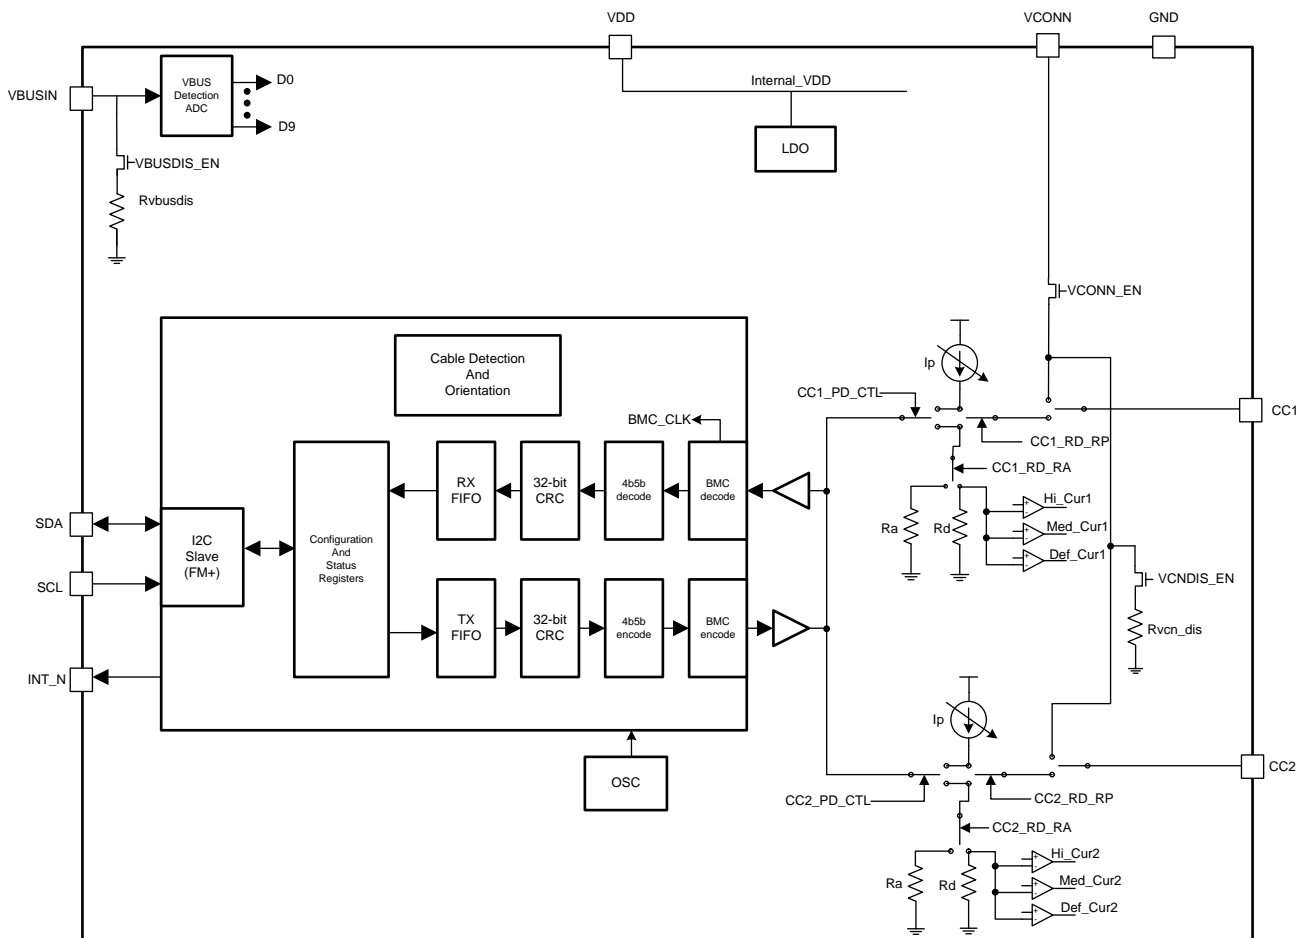 VDD
VCONN
GND
VBUSIN
VBUS
Detection
ADC
D0
D9
Internal_VDD
LDO
VBUSDIS_EN
Rvbusdis
VCONN_EN
Cable Detection
And
Orientation
Ip
CC1_PD_CTL
CC1
BMC_CLK
CC1_RD_RP
CC1_RD_RA
RX
FIFO
32-bit
CRC
4b5b
decode
BMC
decode
Hi_Cur1
Ra
Rd
Med_Cur1
Def_Cur1
SDA
I2C
Slave
(FM+)
SCL
Configuration
And
Status
Registers
VCNDIS_EN
TX
FIFO
32-bit
CRC
4b5b
encode
BMC
encode
Rvcn_dis
INT_N
Ip
OSC
CC2
CC2_PD_CTL
CC2_RD_RP
CC2_RD_RA
Hi_Cur2
Ra
Rd
Med_Cur2
Def_Cur2